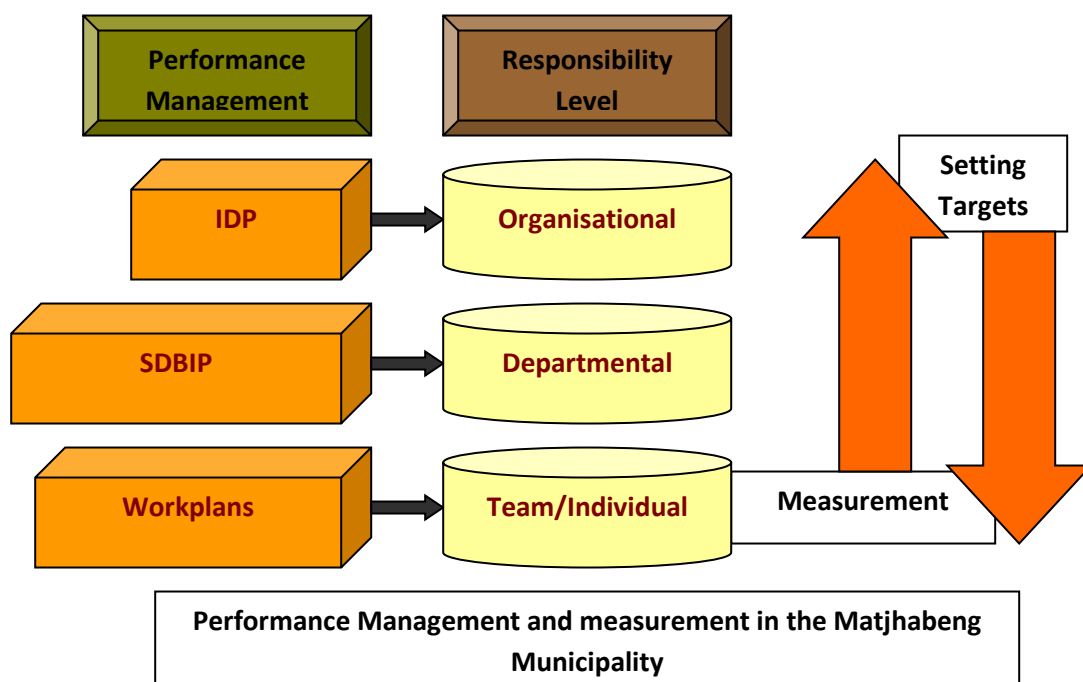 Performance
Management
Responsibility
Level
IDP
Organisational
Setting
Targets
SDBIP
Departmental
Workplans
Team/Individual
Measurement
Performance Management and measurement in the Matjhabeng
Municipality